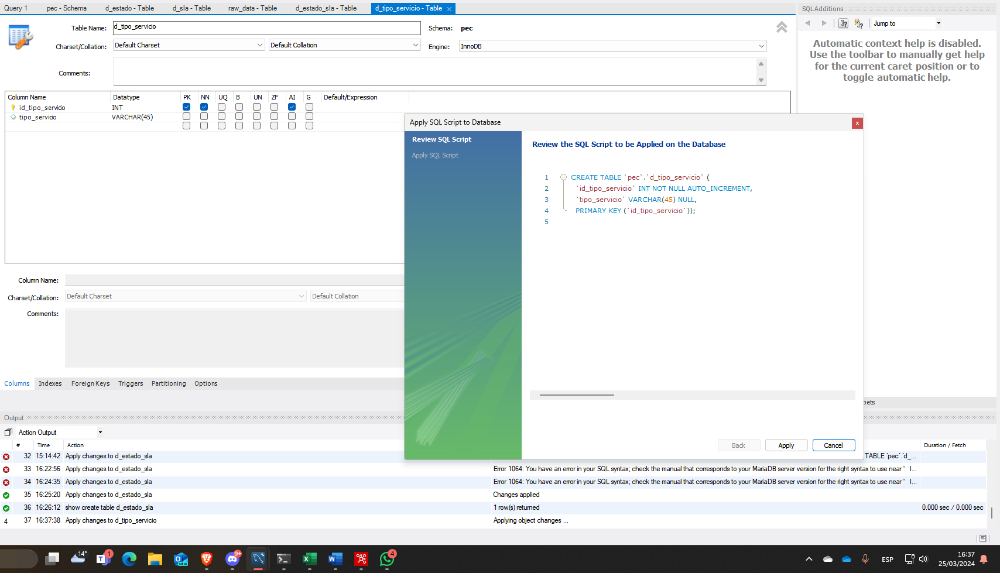 Query 1 pec - Schema d_estado - Table d_sla - Table raw_data - Table d_estado_sla - Table d_tipo_servicio - Table
SQLAdditions
Table Name: d_tipo_servicio Schema: pec
Jump to
Charset/Collation: Default Charset Default Collation Engine: InnoDB
Automatic context help is disabled.
Use the toolbar to manually get help
for the current caret position or to
toggle automatic help.
Comments:
Column Name Datatype PK NN UQ B UN ZF AI G Default/Expression
id_tipo_servicio INT
tipo_servicio VARCHAR(45)
Apply SQL Script to Database
Review SQL Script
Apply SQL Script
Review the SQL Script to be Applied on the Database
1 CREATE TABLE `pec`.`d_tipo_servicio` (
2 `id_tipo_servicio` INT NOT NULL AUTO_INCREMENT,
3 `tipo_servicio` VARCHAR(45) NULL,
4 PRIMARY KEY (`id_tipo_servicio`));
5
Column Name:
Charset/Collation: Default Charset Default Collation
Comments:
Columns Indexes Foreign Keys Triggers Partitioning Options
Back Apply Cancel
Output
Action Output
# Time Action Duration / Fetch
32 15:14:42 Apply changes to d_estado_sla TABLE `pec`.`d_...
33 16:22:56 Apply changes to d_estado_sla Error 1064: You have an error in your SQL syntax; check the manual that corresponds to your MariaDB server version for the right syntax to use near ' I...
34 16:24:35 Apply changes to d_estado_sla Error 1064: You have an error in your SQL syntax; check the manual that corresponds to your MariaDB server version for the right syntax to use near ' I...
35 16:25:20 Apply changes to d_estado_sla Changes applied
36 16:26:12 show create table d_estado_sla 1 row(s) returned 0.000 sec / 0.000 sec
4 37 16:37:38 Apply changes to d_tipo_servicio Applying object changes ...
14° 1 NEW 9+ 4 ESP 16:37
25/03/2024